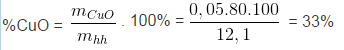 %CuO = m_CuO / m_hh . 100% = 0,05.80.100 / 12,1 = 33%